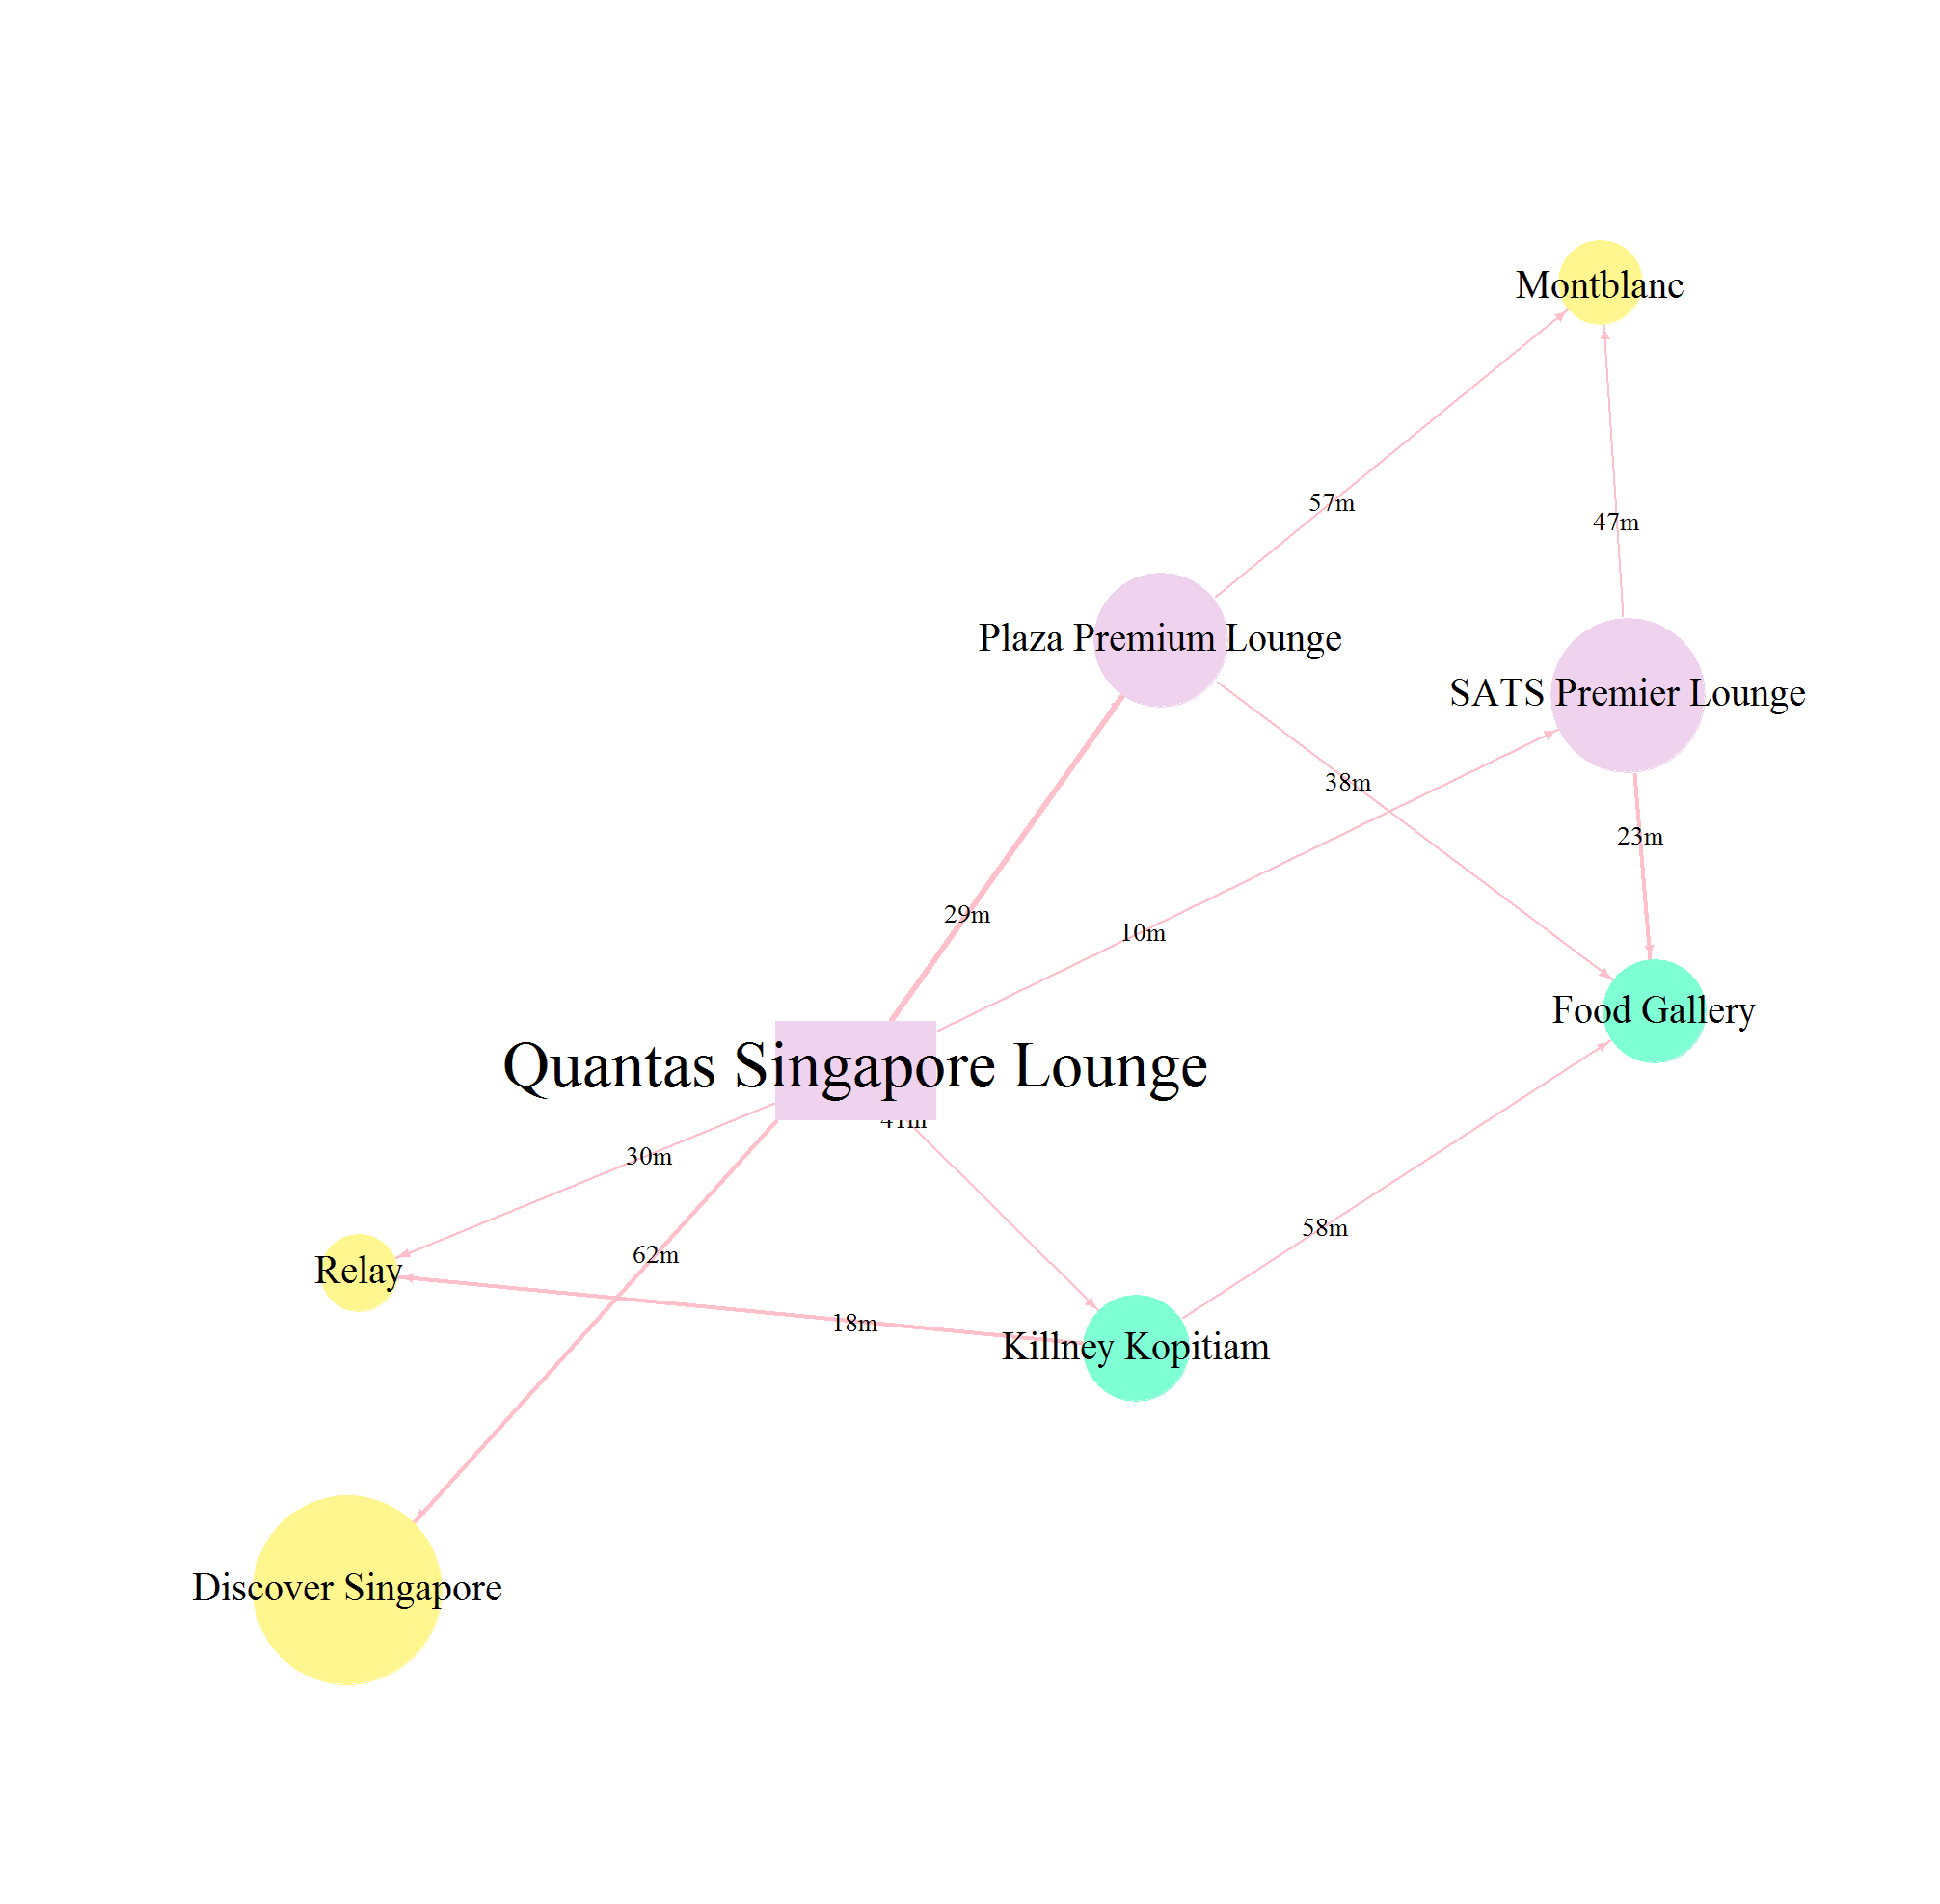 Montblanc
57m
47m
Plaza Premium Lounge
SATS Premier Lounge
38m
23m
29m
10m
Food Gallery
Quantas Singapore Lounge
41m
30m
58m
62m
Relay
18m
Killney Kopitiam
Discover Singapore